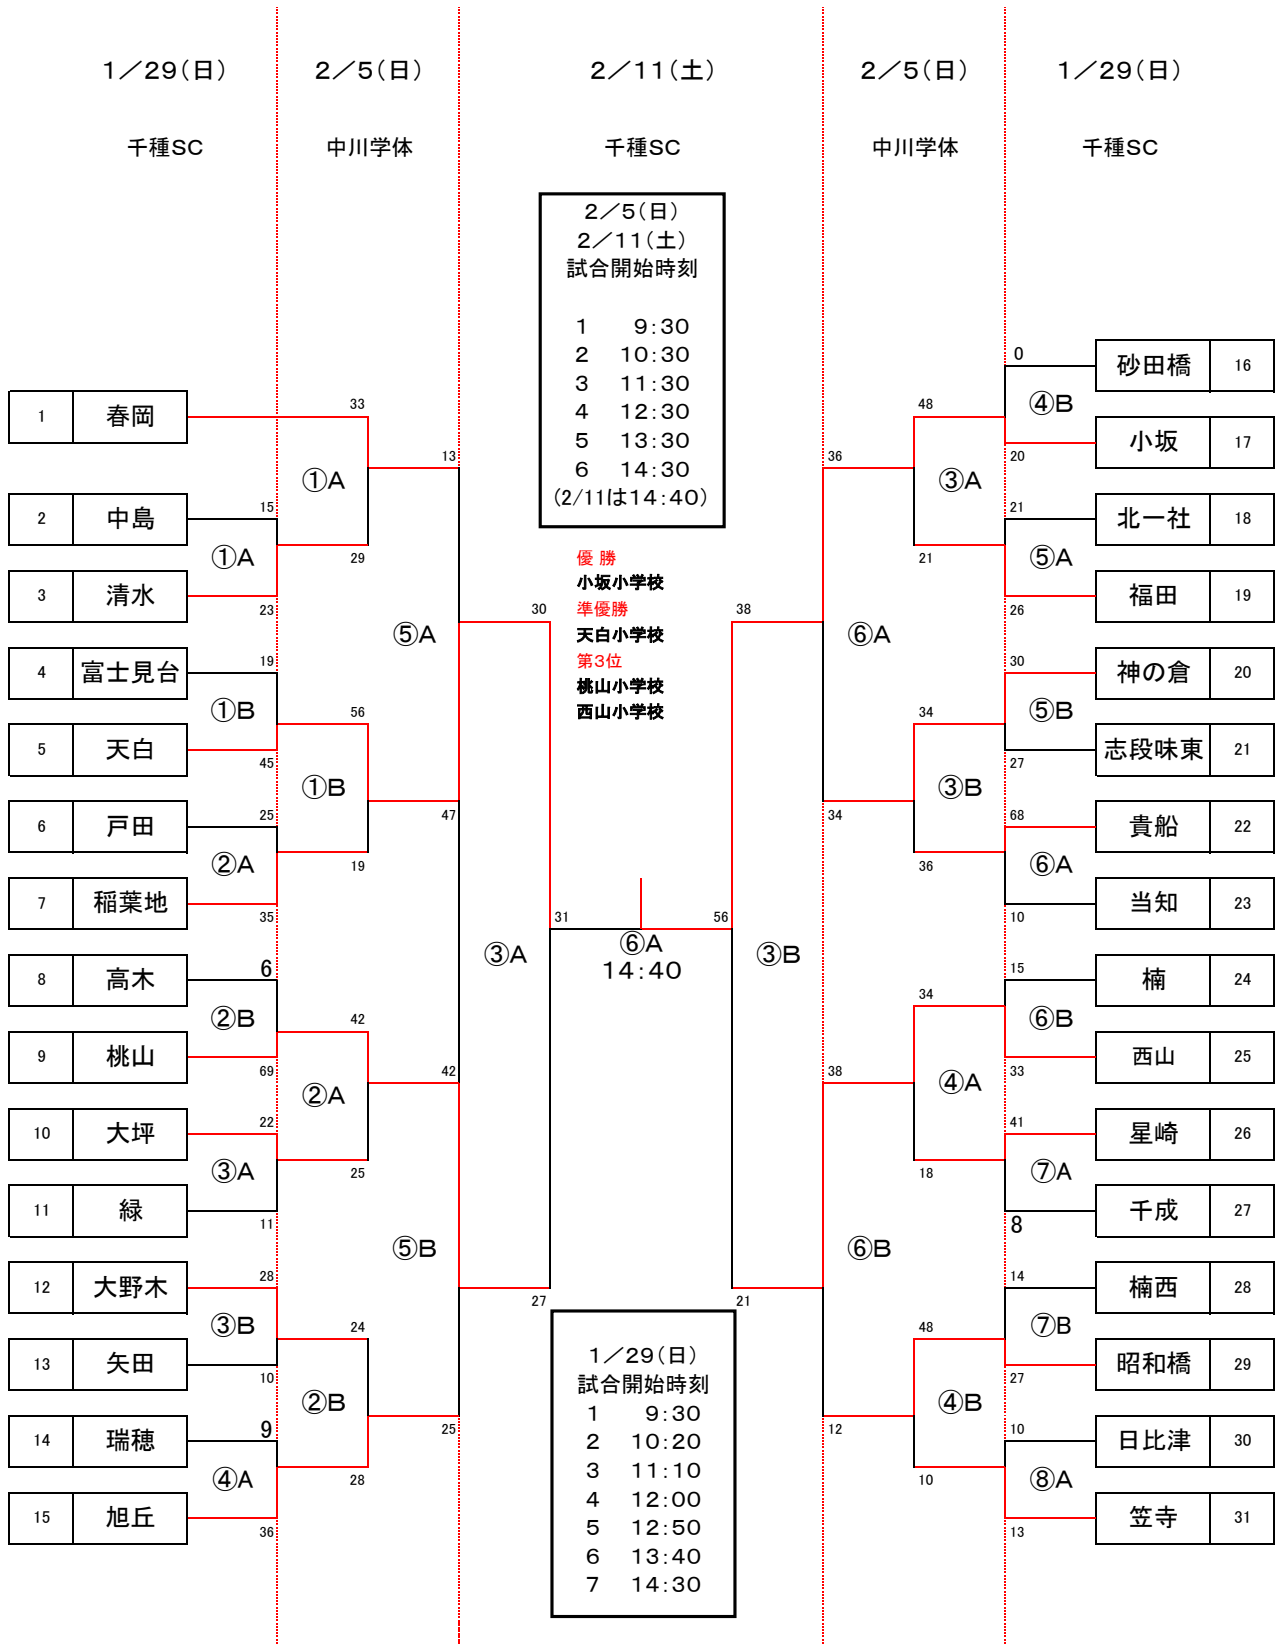 1／29(日) 2／5(日) 2／11(土) 2／5(日) 1／29(日)
千種SC 中川学体 千種SC 中川学体 千種SC
2／5(日)
2／11(土)
試合開始時刻
1 9:30
2 10:30
3 11:30
4 12:30
5 13:30
6 14:30
(2/11は14:40)
優 勝
小坂小学校
準優勝
天白小学校
第3位
桃山小学校
西山小学校
1 春岡
2 中島
15
①A
3 清水
23
4 富士見台
19
①B
5 天白
45
6 戸田
25
②A
7 稲葉地
35
8 高木
6
②B
9 桃山
69
10 大坪
22
③A
11 緑
11
12 大野木
28
③B
13 矢田
10
14 瑞穂
9
④A
15 旭丘
36
33
①A
29
56
①B
19
42
②A
25
24
②B
28
13
⑤A
47
42
⑤B
25
30
③A
27
31
⑥A
14:40
56
38
③B
21
36
⑥A
34
38
⑥B
12
48
③A
21
34
③B
36
34
④A
18
48
④B
10
0
砂田橋 16
④B
小坂 17
20
21
北一社 18
⑤A
福田 19
26
30
神の倉 20
⑤B
志段味東 21
27
68
貴船 22
⑥A
当知 23
10
15
楠 24
⑥B
西山 25
33
41
星崎 26
⑦A
千成 27
8
14
楠西 28
⑦B
昭和橋 29
27
10
日比津 30
⑧A
笠寺 31
13
1／29(日)
試合開始時刻
1 9:30
2 10:20
3 11:10
4 12:00
5 12:50
6 13:40
7 14:30